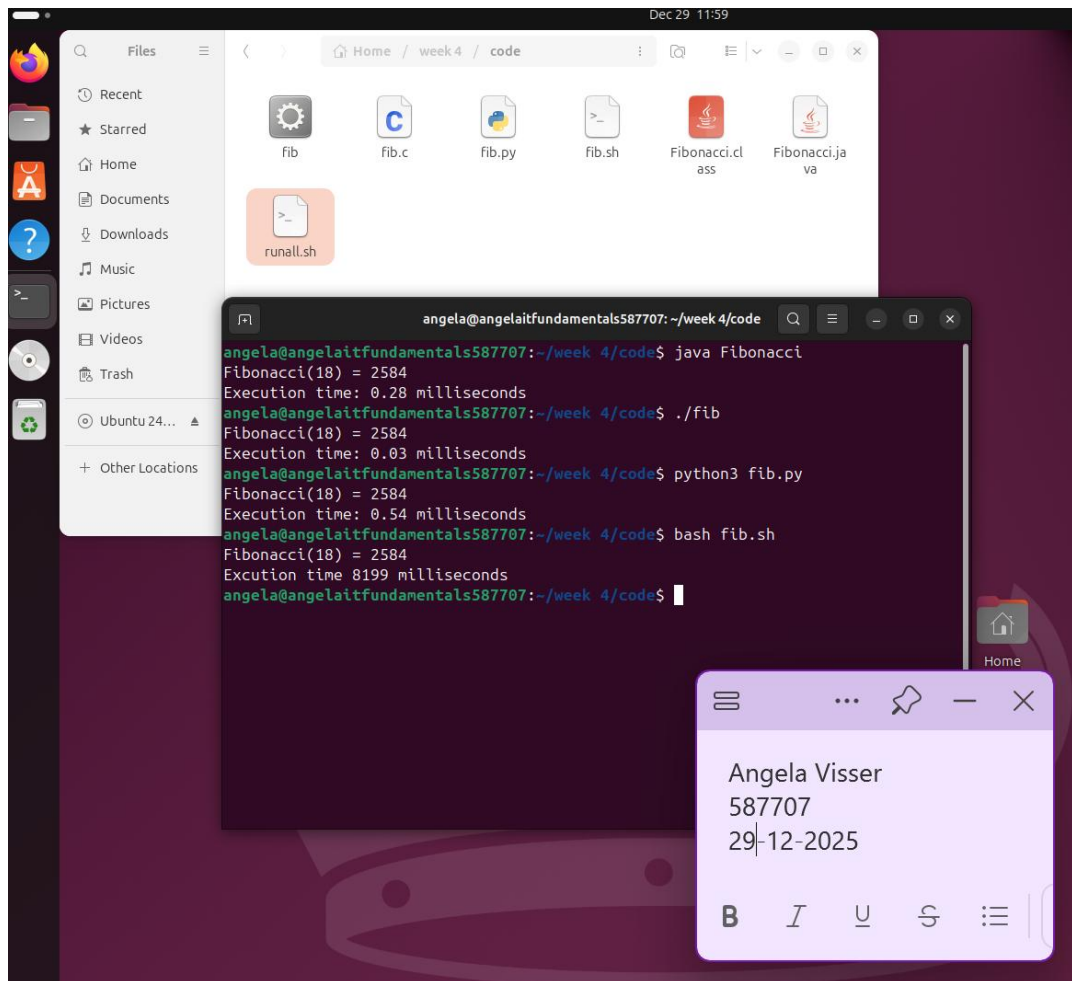 Dec 29 11:59
Files
Home / week 4 / code
Recent
Starred
Home
Documents
Downloads
Music
Pictures
Videos
Trash
Ubuntu 24...
+ Other Locations
fib
fib.c
fib.py
fib.sh
Fibonacci.cl
ass
Fibonacci.ja
va
runall.sh
angela@angelaitfundamentals587707: ~/week 4/code
angela@angelaitfundamentals587707:~/week 4/code$ java Fibonacci
Fibonacci(18) = 2584
Execution time: 0.28 milliseconds
angela@angelaitfundamentals587707:~/week 4/code$ ./fib
Fibonacci(18) = 2584
Execution time: 0.03 milliseconds
angela@angelaitfundamentals587707:~/week 4/code$ python3 fib.py
Fibonacci(18) = 2584
Execution time: 0.54 milliseconds
angela@angelaitfundamentals587707:~/week 4/code$ bash fib.sh
Fibonacci(18) = 2584
Excution time 8199 milliseconds
angela@angelaitfundamentals587707:~/week 4/code$
Home
Angela Visser
587707
29-12-2025
B I U S